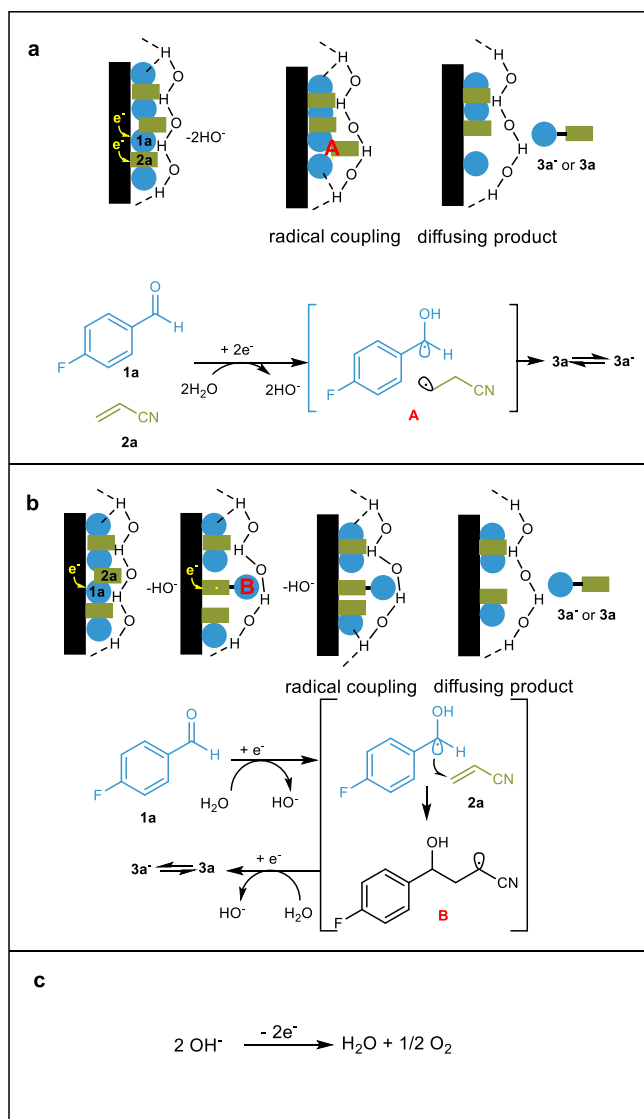 a
H
O
H
O
H
O
H
e-
e-
1a
2a
-2HO-
H
O
H
O
H
O
H
A
radical coupling
H
O
H
O
H
O
H
3a- or 3a
diffusing product
O
H
F
1a
CN
2a
+ 2e-
2H2O
2HO-
OH
H
F
CN
A
3a
3a-
b
H
O
H
O
H
O
H
e-
2a
1a
-HO-
H
O
H
O
H
O
H
e-
B
-HO-
H
O
H
O
H
O
H
radical coupling
H
O
H
O
H
O
H
3a- or 3a
diffusing product
O
H
F
1a
+ e-
H2O
HO-
OH
H
F
CN
2a
OH
F
CN
B
+ e-
HO-
H2O
3a-
3a
c
2 OH-
- 2e-
H2O + 1/2 O2